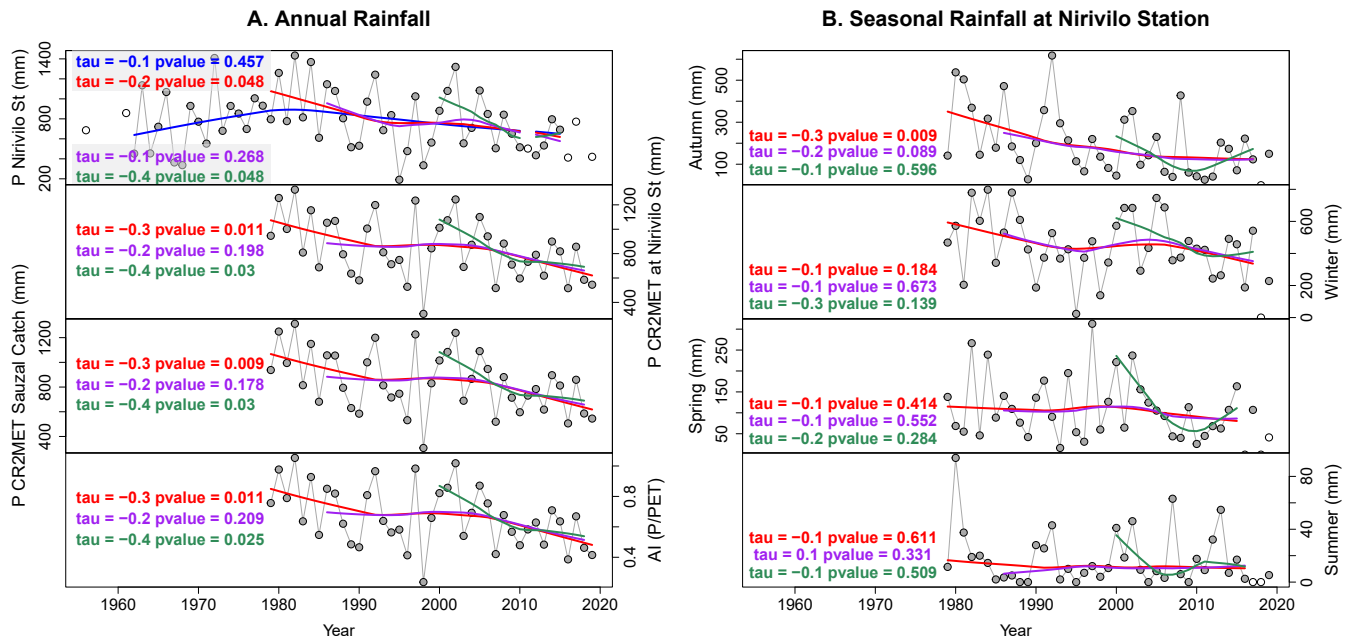 A. Annual Rainfall
P Nirivilo St (mm)
200
800
1400
tau = −0.1 pvalue = 0.457
tau = −0.2 pvalue = 0.048
tau = −0.1 pvalue = 0.268
tau = −0.4 pvalue = 0.048
P CR2MET at Nirivilo St (mm)
400
800
1200
tau = −0.3 pvalue = 0.011
tau = −0.2 pvalue = 0.198
tau = −0.4 pvalue = 0.03
P CR2MET Sauzal Catch (mm)
400
800
1200
tau = −0.3 pvalue = 0.009
tau = −0.2 pvalue = 0.178
tau = −0.4 pvalue = 0.03
AI (P/PET)
0.4
0.8
tau = −0.3 pvalue = 0.011
tau = −0.2 pvalue = 0.209
tau = −0.4 pvalue = 0.025
1960 1970 1980 1990 2000 2010 2020
Year
B. Seasonal Rainfall at Nirivilo Station
Autumn (mm)
100
300
500
tau = −0.3 pvalue = 0.009
tau = −0.2 pvalue = 0.089
tau = −0.1 pvalue = 0.596
Winter (mm)
0
200
600
tau = −0.1 pvalue = 0.184
tau = −0.1 pvalue = 0.673
tau = −0.3 pvalue = 0.139
Spring (mm)
50
150
250
tau = −0.1 pvalue = 0.414
tau = −0.1 pvalue = 0.552
tau = −0.2 pvalue = 0.284
Summer (mm)
0
40
80
tau = −0.1 pvalue = 0.611
tau = 0.1 pvalue = 0.331
tau = −0.1 pvalue = 0.509
1960 1970 1980 1990 2000 2010 2020
Year